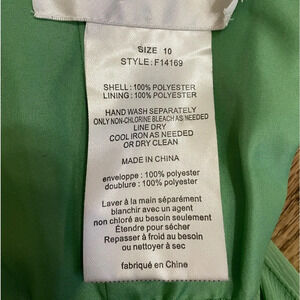 SIZE 10
STYLE: F14169
SHELL: 100% POLYESTER
LINING: 100% POLYESTER
HAND WASH SEPARATELY
ONLY NON-CHLORINE BLEACH AS NEEDED
LINE DRY
COOL IRON AS NEEDED
OR DRY CLEAN
MADE IN CHINA
enveloppe : 100% polyester
doublure : 100% polyester
Laver à la main séparément
blanchir avec un agent
non chloré au besoin seulement
Étendre pour sécher
Repasser à froid au besoin
ou nettoyer à sec
fabriqué en Chine